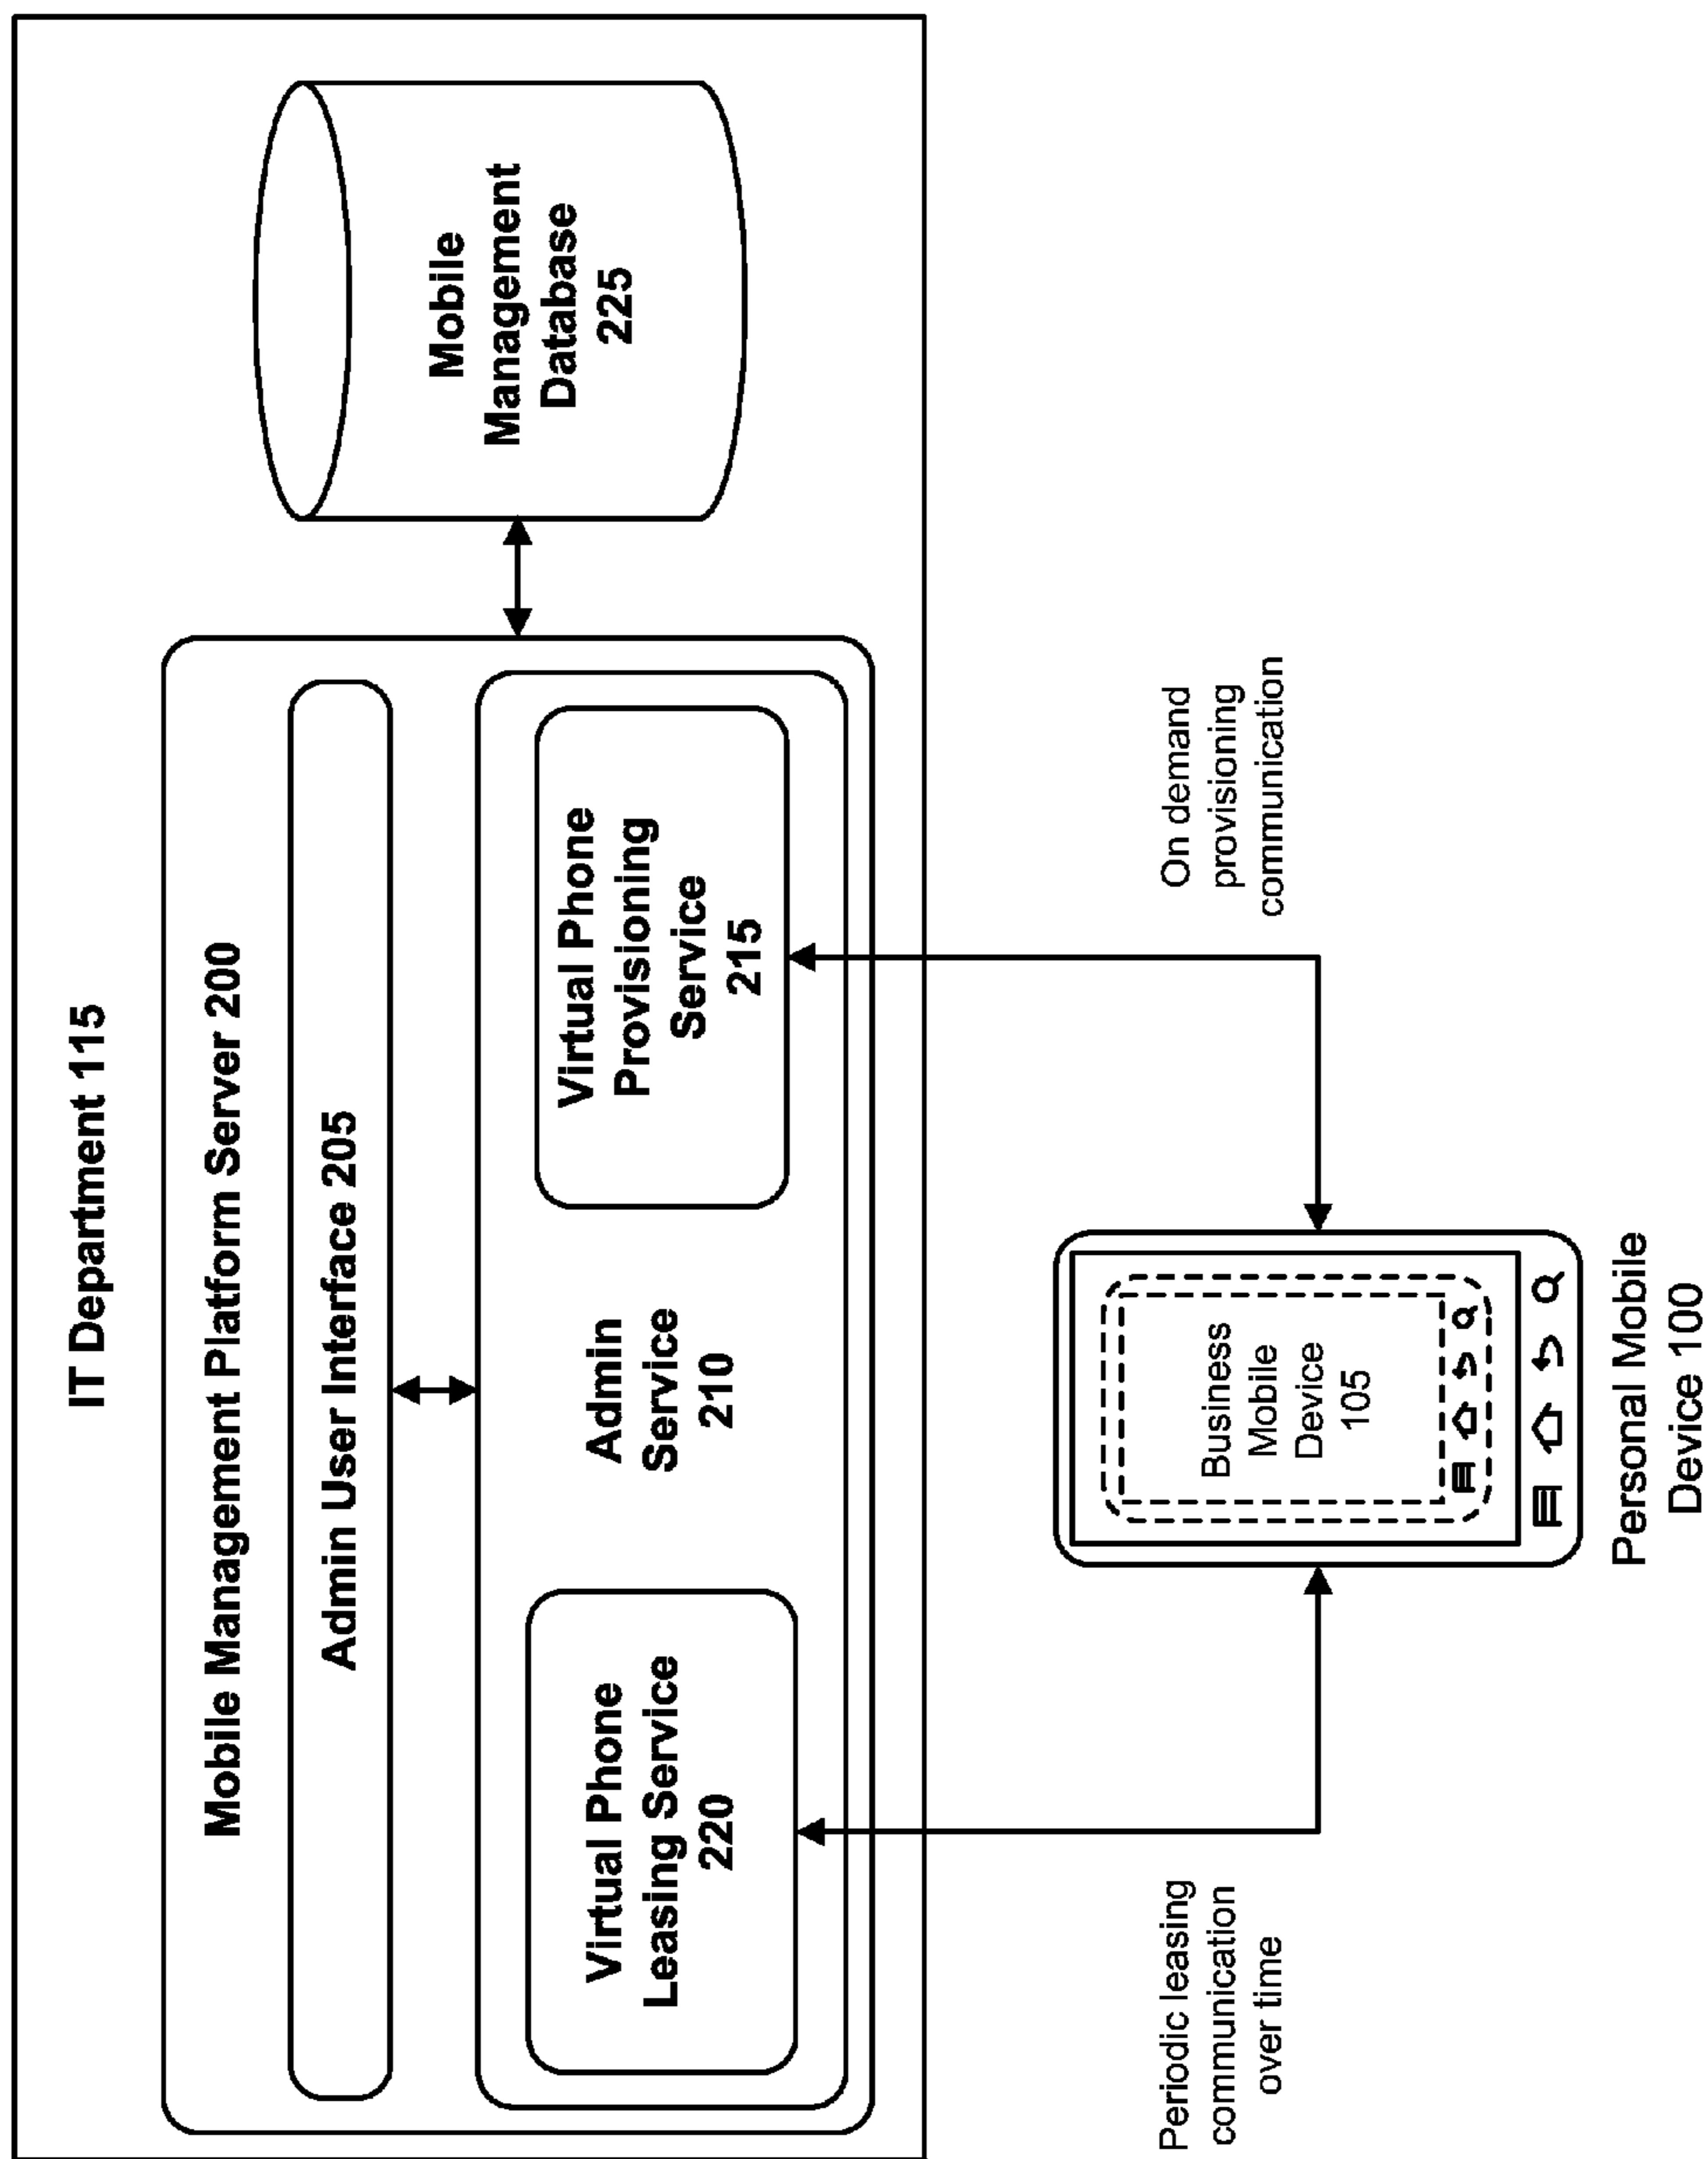 IT Department 115
Mobile Management Platform Server 200
Admin User Interface 205
Virtual Phone
Leasing Service
220
Admin
Service
210
Virtual Phone
Provisioning
Service
215
Mobile
Management
Database
225
Periodic leasing
communication
over time
Business
Mobile
Device
105
On demand
provisioning
communication
Personal Mobile
Device 100